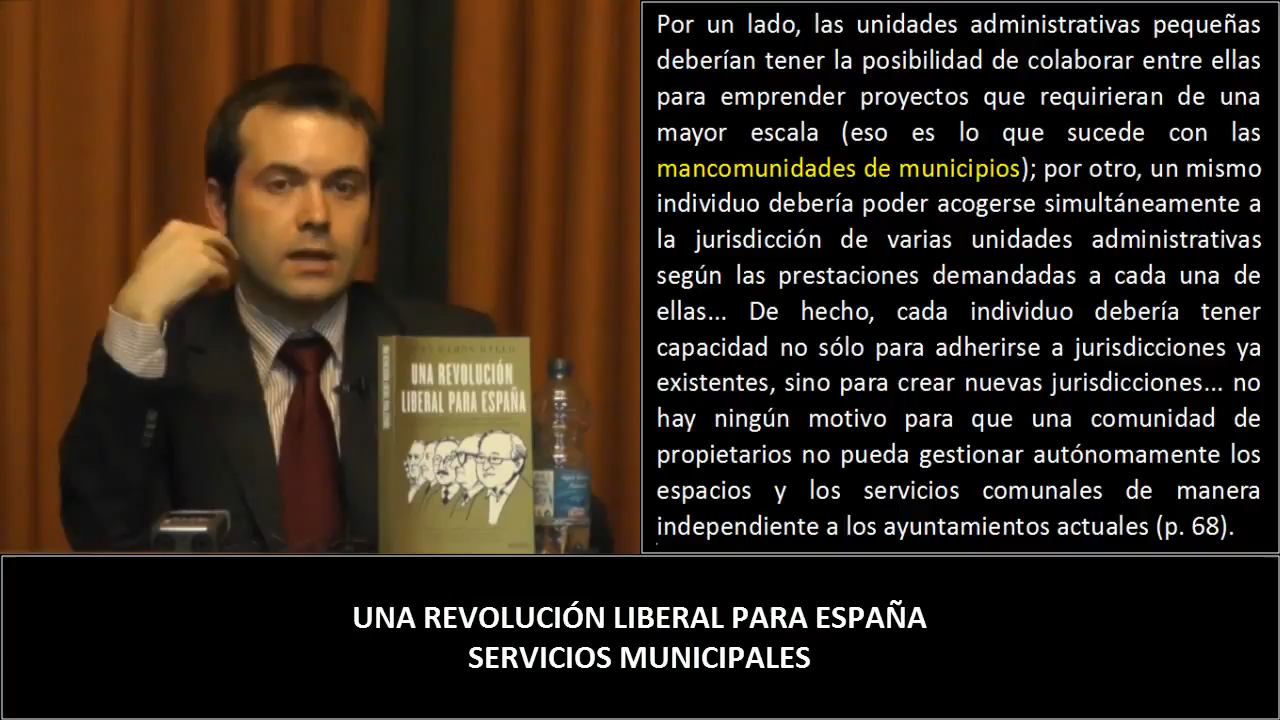 Por un lado, las unidades administrativas pequeñas
deberían tener la posibilidad de colaborar entre ellas
para emprender proyectos que requirieran de una
mayor escala (eso es lo que sucede con las
mancomunidades de municipios); por otro, un mismo
individuo debería poder acogerse simultáneamente a
la jurisdicción de varias unidades administrativas
según las prestaciones demandadas a cada una de
ellas... De hecho, cada individuo debería tener
capacidad no sólo para adherirse a jurisdicciones ya
existentes, sino para crear nuevas jurisdicciones... no
hay ningún motivo para que una comunidad de
propietarios no pueda gestionar autónomamente los
espacios y los servicios comunales de manera
independiente a los ayuntamientos actuales (p. 68).
UNA REVOLUCIÓN
LIBERAL PARA ESPAÑA
UNA REVOLUCIÓN LIBERAL PARA ESPAÑA
SERVICIOS MUNICIPALES